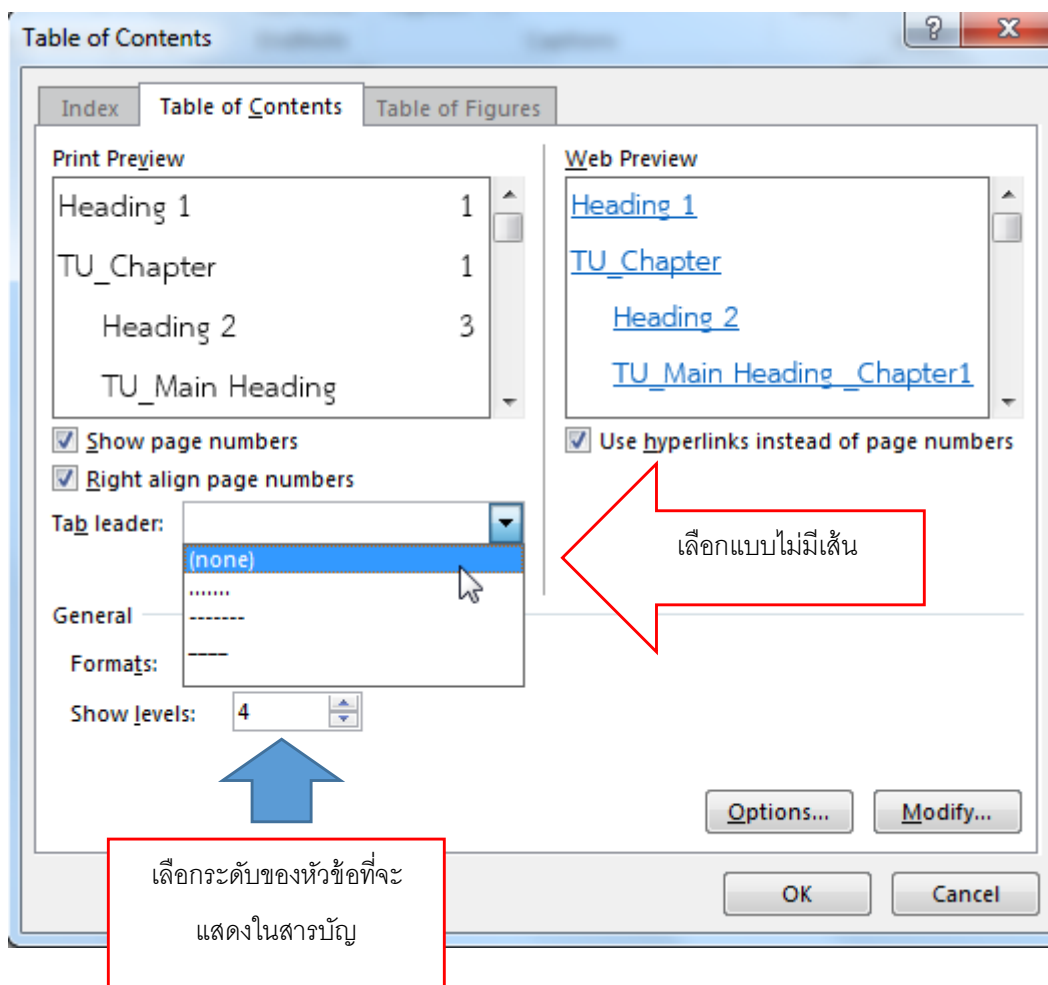 Table of Contents
Index Table of Contents Table of Figures
Print Preview
Heading 1 1
TU_Chapter 1
Heading 2 3
TU_Main Heading
Web Preview
Heading 1
TU_Chapter
Heading 2
TU_Main Heading _Chapter1
Show page numbers
Use hyperlinks instead of page numbers
Right align page numbers
Tab leader:
(none)
.......
-------
____
เลือกแบบไม่มีเส้น
General
Formats:
Show levels: 4
Options... Modify...
เลือกระดับของหัวข้อที่จะ
แสดงในสารบัญ
OK Cancel